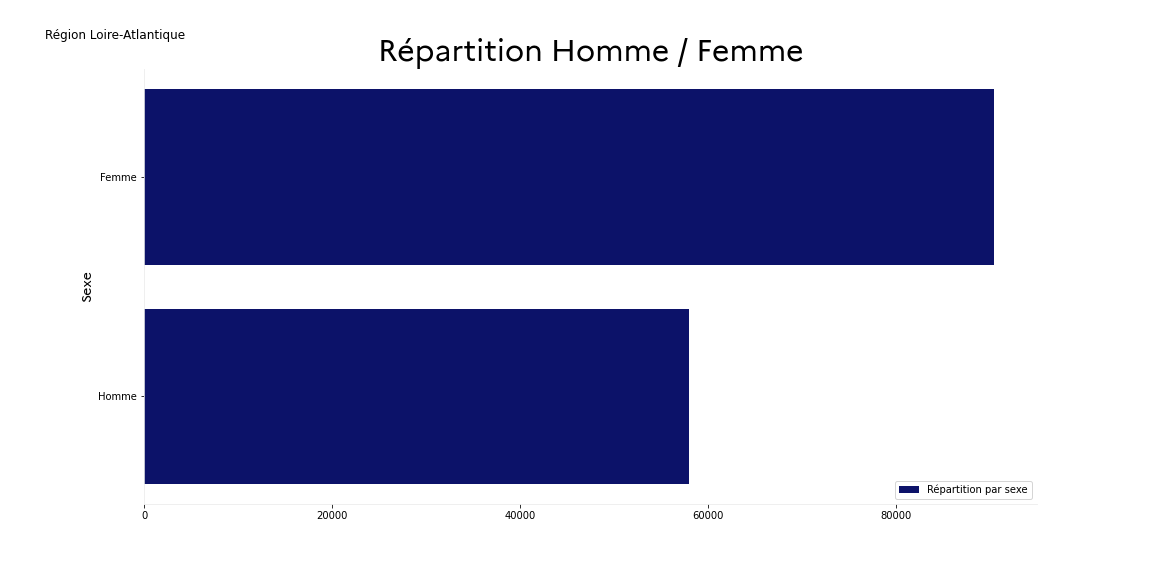 Région Loire-Atlantique
Répartition Homme / Femme
Femme
Sexe
Homme
Répartition par sexe
0 20000 40000 60000 80000